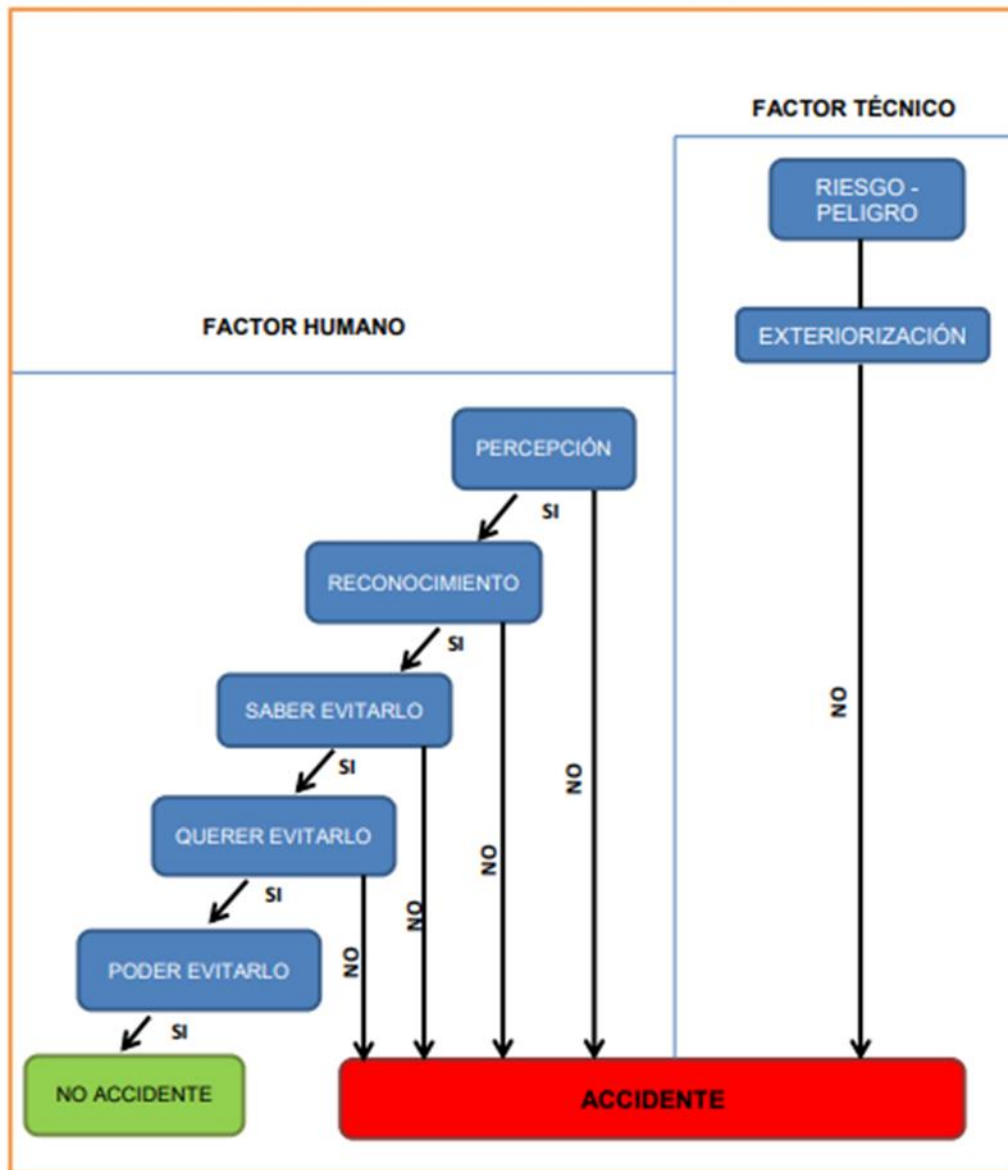 FACTOR TÉCNICO
RIESGO -
PELIGRO
EXTERIORIZACIÓN
NO
FACTOR HUMANO
PERCEPCIÓN
SI
NO
RECONOCIMIENTO
SI
NO
SABER EVITARLO
SI
NO
QUERER EVITARLO
SI
NO
PODER EVITARLO
SI
NO ACCIDENTE
ACCIDENTE